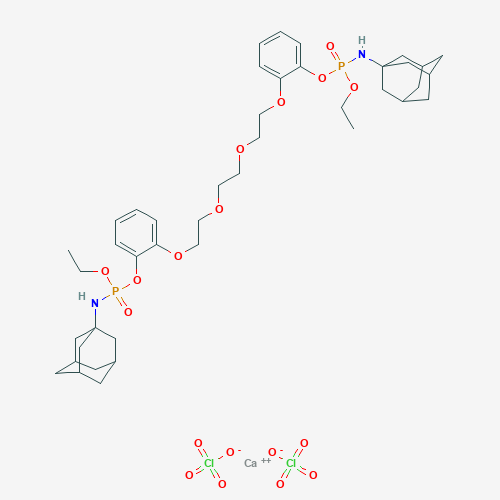 O H
P N
O O
O
O
O
O O
O P O
H N
O O
O - O -
Cl Ca ++ Cl
O O O O